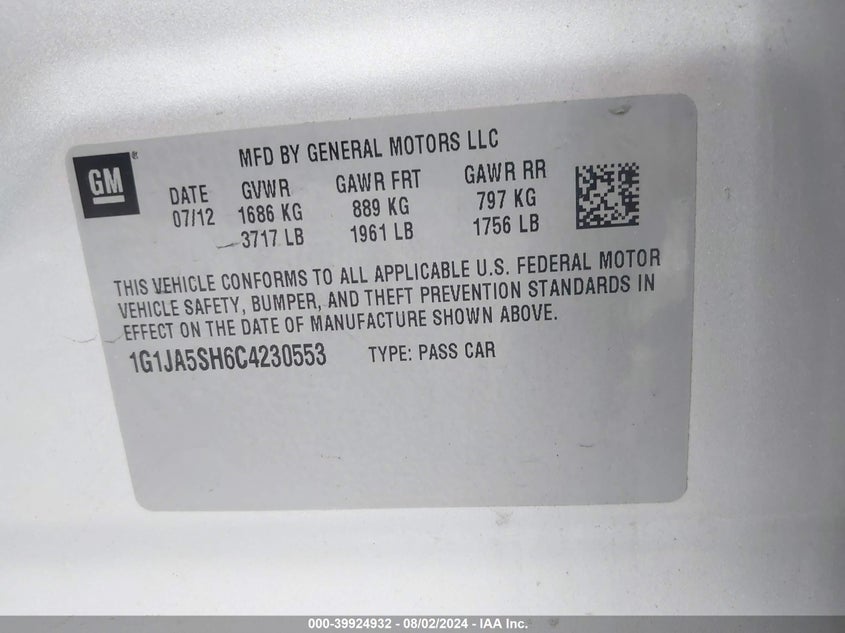 GM®
MFD BY GENERAL MOTORS LLC
DATE GVWR GAWR FRT GAWR RR
07/12 1686 KG 889 KG 797 KG
3717 LB 1961 LB 1756 LB
THIS VEHICLE CONFORMS TO ALL APPLICABLE U.S. FEDERAL MOTOR
VEHICLE SAFETY, BUMPER, AND THEFT PREVENTION STANDARDS IN
EFFECT ON THE DATE OF MANUFACTURE SHOWN ABOVE.
1G1JA5SH6C4230553 TYPE: PASS CAR
000-39924932 - 08/02/2024 - IAA Inc.